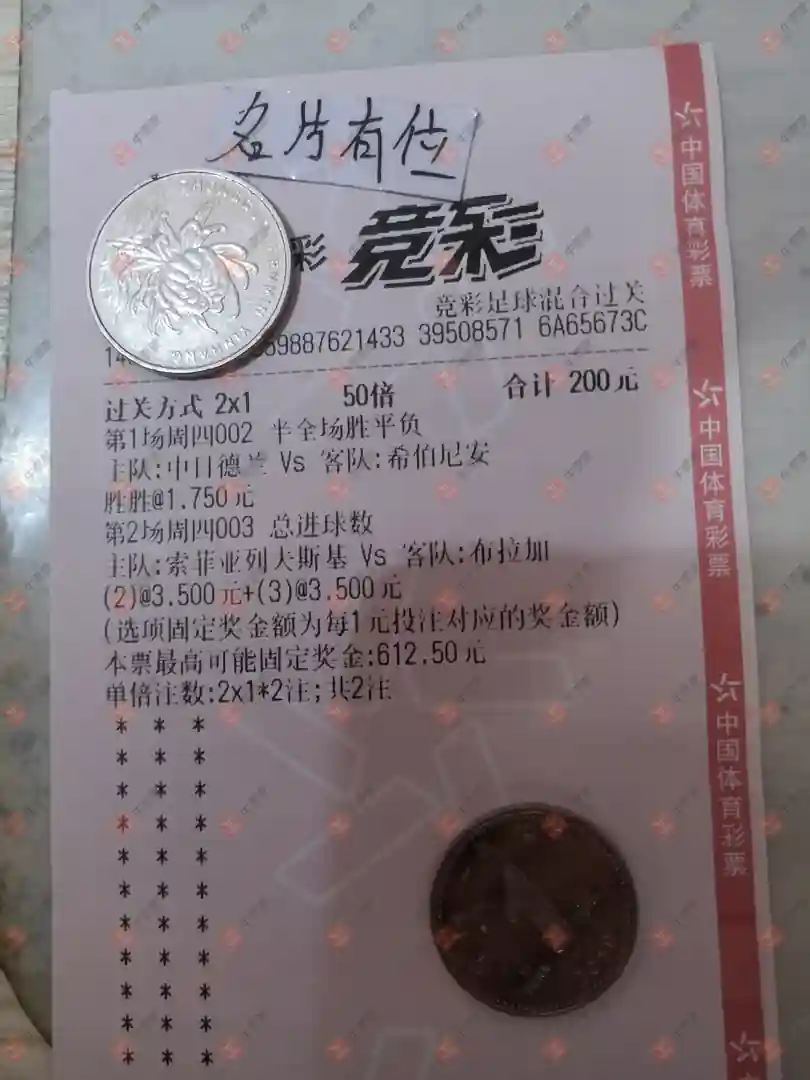 名片有位
彩 竞彩
竞彩足球混合过关
59887621433 39508571 6A65673C
过关方式 2x1 50倍 合计 200元
第1场周四002 半全场胜平负
主队:中日德兰 Vs 客队:希伯尼安
胜胜@1.750元
第2场周四003 总进球数
主队:索菲亚列夫斯基 Vs 客队:布拉加
(2)@3.500元+(3)@3.500元
(选项固定奖金额为每1元投注对应的奖金额)
本票最高可能固定奖金:612.50元
单倍注数:2x1*2注;共2注
* * *
* * *
* * *
* * *
* * *
* * *
* * *
* * *
* * *
* * *
* * *
中国体育彩票
中国体育彩票
中国体育彩票